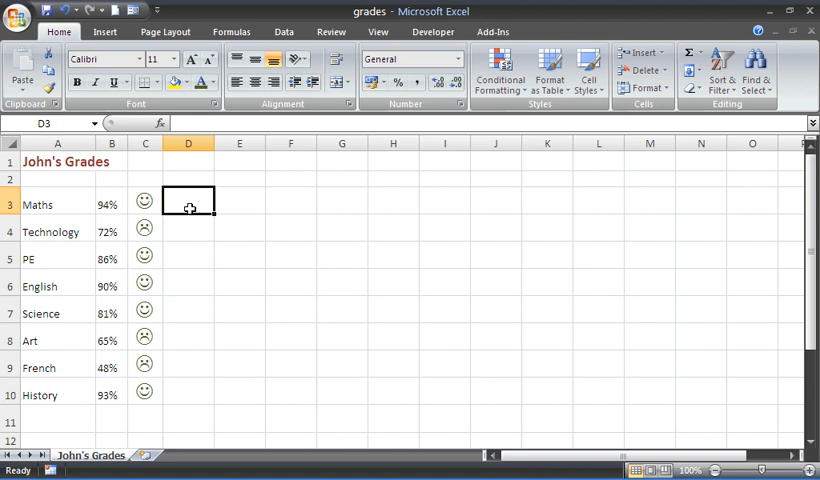 grades - Microsoft Excel
Home Insert Page Layout Formulas Data Review View Developer Add-Ins
Paste Calibri 11 A A General Conditional Formatting Format as Table Cell Styles Insert Delete Format Σ Sort & Filter Find & Select
B I U A $ % ,
Clipboard Font Alignment Number Styles Cells Editing
D3 fx
A B C D E F G H I J K L M N O P
1 John's Grades
2
3 Maths 94% ☺
4 Technology 72% ☹
5 PE 86% ☺
6 English 90% ☺
7 Science 81% ☺
8 Art 65% ☹
9 French 48% ☹
10 History 93% ☺
11
12
John's Grades
Ready 100%